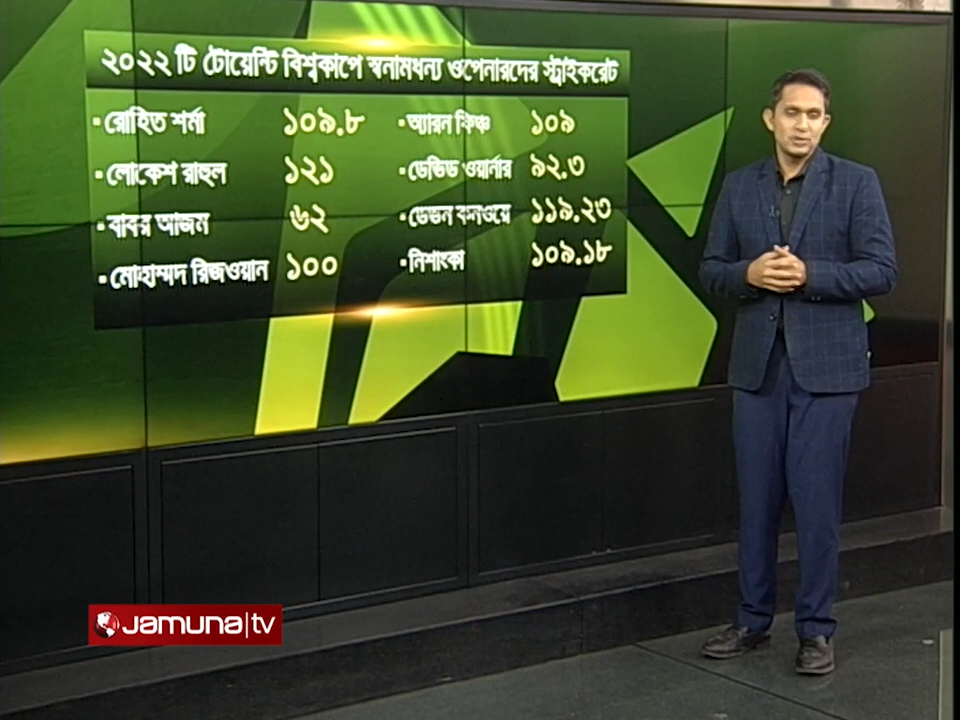 ২০২২ টি টোয়েন্টি বিশ্বকাপে স্বনামধন্য ওপেনারদের স্ট্রাইকরেট
·রোহিত শর্মা ১০৯.৮
·লোকেশ রাহুল ১২১
·বাবর আজম ৬২
·মোহাম্মদ রিজওয়ান ১০০
·অ্যারন ফিঞ্চ ১০৯
·ডেভিড ওয়ার্নার ৯২.৩
·ডেভন কনওয়ে ১১৯.২৩
·নিশাংকা ১০৯.১৮
JAMUNA|tv